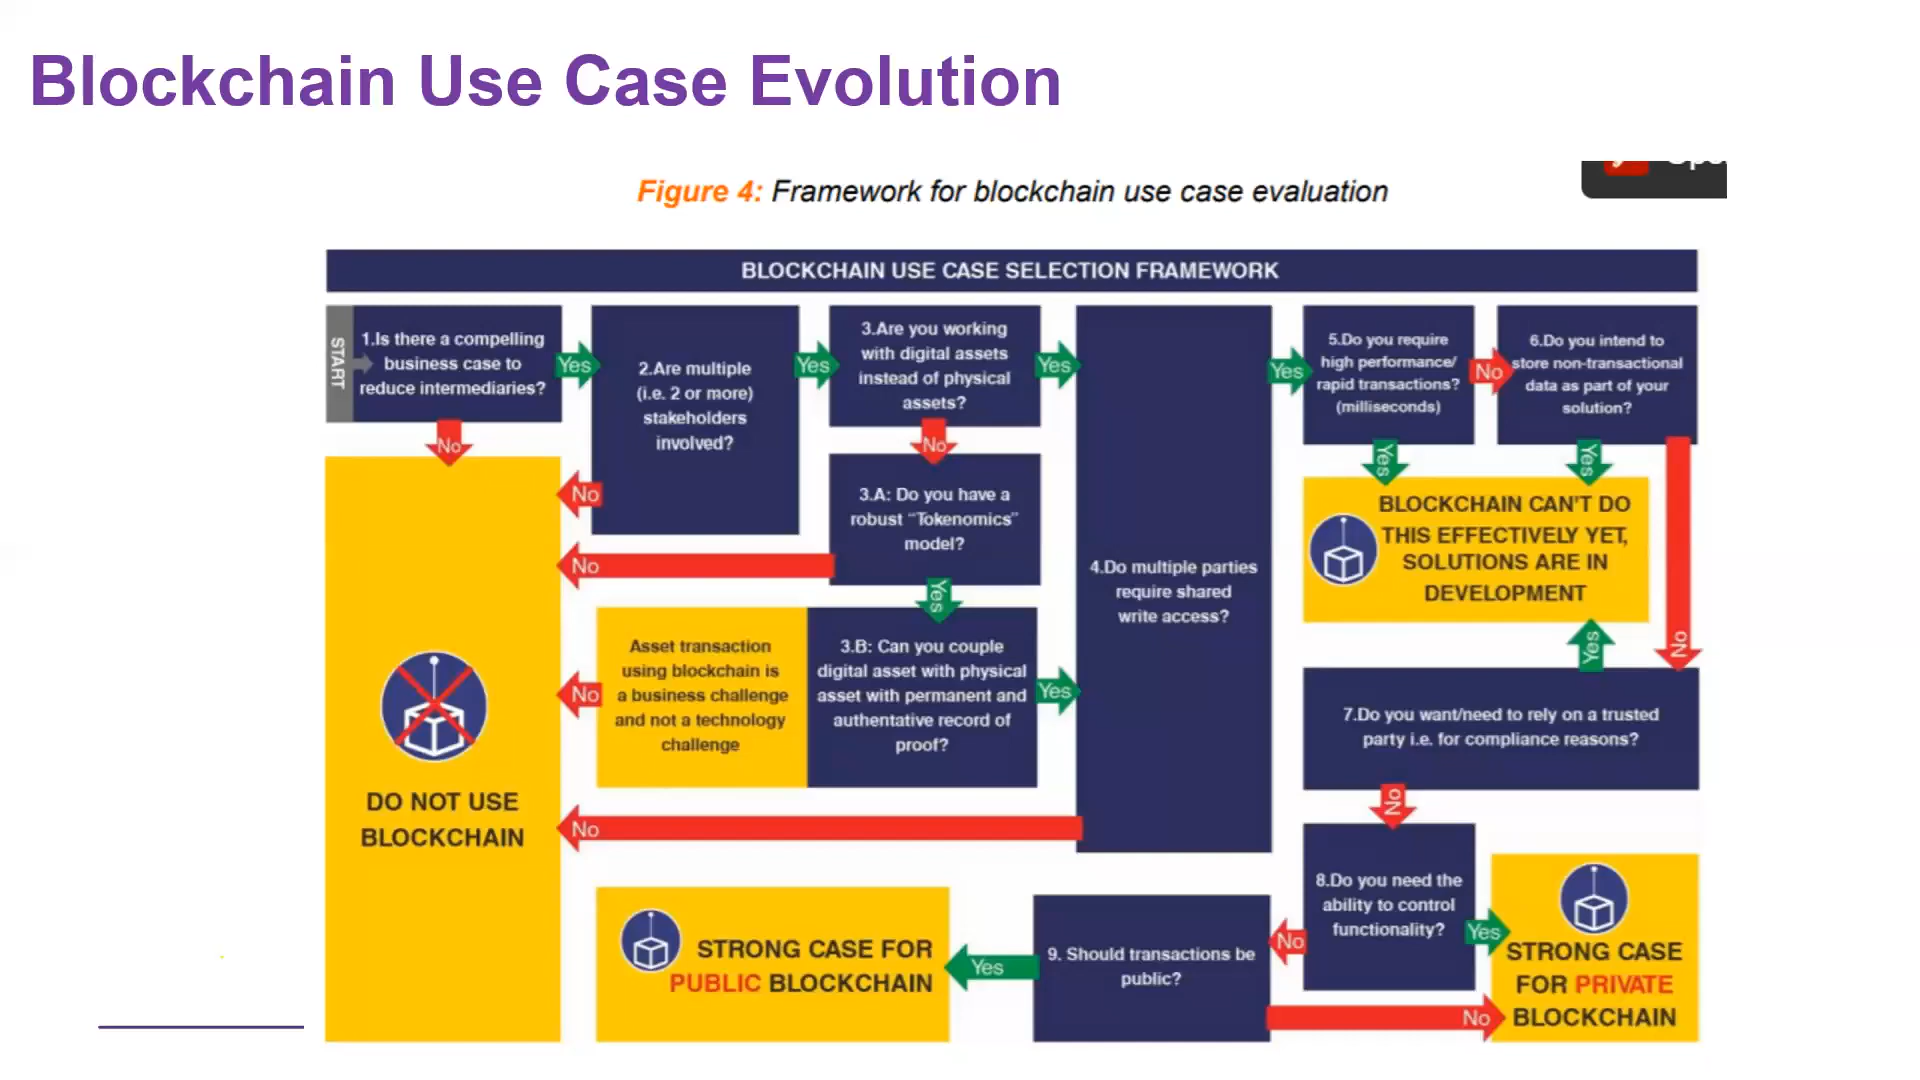 Blockchain Use Case Evolution
Figure 4: Framework for blockchain use case evaluation
BLOCKCHAIN USE CASE SELECTION FRAMEWORK
START
1.Is there a compelling
business case to
reduce intermediaries?
Yes
No
2.Are multiple
(i.e. 2 or more)
stakeholders
involved?
Yes
No
3.Are you working
with digital assets
instead of physical
assets?
Yes
No
3.A: Do you have a
robust "Tokenomics"
model?
No
Yes
3.B: Can you couple
digital asset with physical
asset with permanent and
authentative record of
proof?
Yes
Asset transaction
using blockchain is
a business challenge
and not a technology
challenge
No
4.Do multiple parties
require shared
write access?
Yes
No
DO NOT USE
BLOCKCHAIN
5.Do you require
high performance/
rapid transactions?
(milliseconds)
No
Yes
6.Do you intend to
store non-transactional
data as part of your
solution?
Yes
No
BLOCKCHAIN CAN'T DO
THIS EFFECTIVELY YET,
SOLUTIONS ARE IN
DEVELOPMENT
Yes
7.Do you want/need to rely on a trusted
party i.e. for compliance reasons?
No
8.Do you need the
ability to control
functionality?
Yes
No
9. Should transactions be
public?
Yes
No
STRONG CASE FOR
PUBLIC BLOCKCHAIN
STRONG CASE
FOR PRIVATE
BLOCKCHAIN